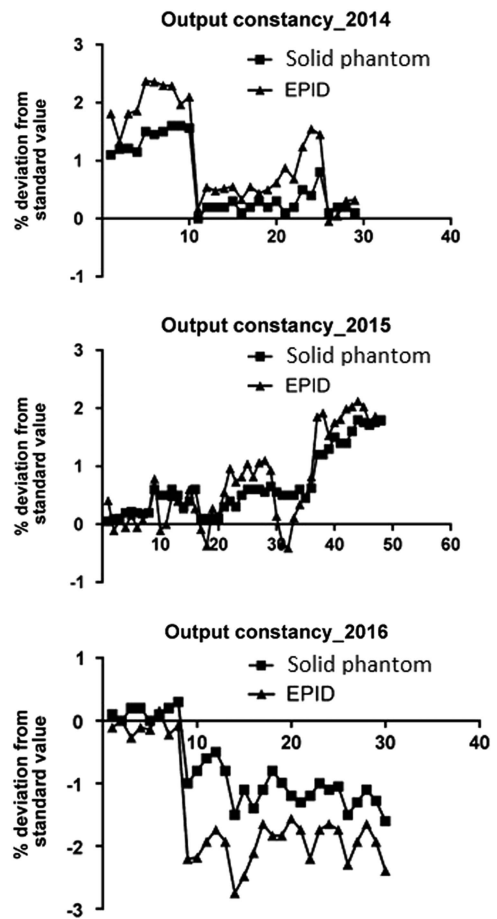 Output constancy_2014
3
Solid phantom
EPID
2
1
0
-1
10
20
30
40
% deviation from
standard value
Output constancy_2015
3
Solid phantom
EPID
2
1
0
-1
10
20
30
40
50
60
% deviation from
standard value
Output constancy_2016
1
Solid phantom
EPID
0
-1
-2
-3
10
20
30
40
% deviation from
standard value